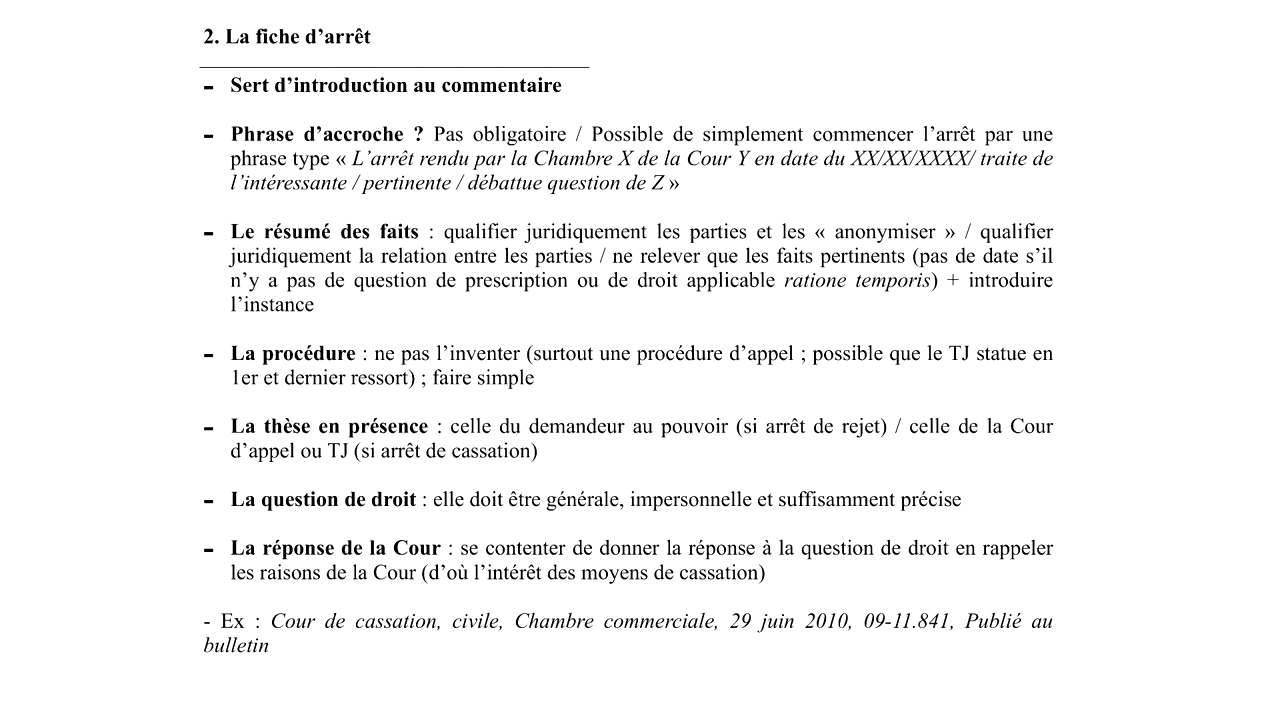 2. La fiche d’arrêt
- Sert d’introduction au commentaire
- Phrase d’accroche ? Pas obligatoire / Possible de simplement commencer l’arrêt par une
phrase type « L’arrêt rendu par la Chambre X de la Cour Y en date du XX/XX/XXXX/ traite de
l’intéressante / pertinente / débattue question de Z »
- Le résumé des faits : qualifier juridiquement les parties et les « anonymiser » / qualifier
juridiquement la relation entre les parties / ne relever que les faits pertinents (pas de date s’il
n’y a pas de question de prescription ou de droit applicable ratione temporis) + introduire
l’instance
- La procédure : ne pas l’inventer (surtout une procédure d’appel ; possible que le TJ statue en
1er et dernier ressort) ; faire simple
- La thèse en présence : celle du demandeur au pouvoir (si arrêt de rejet) / celle de la Cour
d’appel ou TJ (si arrêt de cassation)
- La question de droit : elle doit être générale, impersonnelle et suffisamment précise
- La réponse de la Cour : se contenter de donner la réponse à la question de droit en rappeler
les raisons de la Cour (d’où l’intérêt des moyens de cassation)
- Ex : Cour de cassation, civile, Chambre commerciale, 29 juin 2010, 09-11.841, Publié au
bulletin